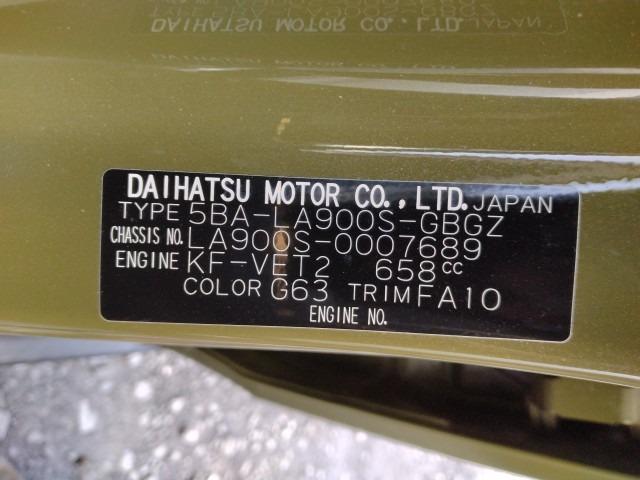 DAIHATSU MOTOR CO., LTD. JAPAN
TYPE 5BA-LA900S-GBGZ
CHASSIS NO. LA900S-0007689
ENGINE KF-VET2 658cc
COLOR G63 TRIM FA10
ENGINE NO.